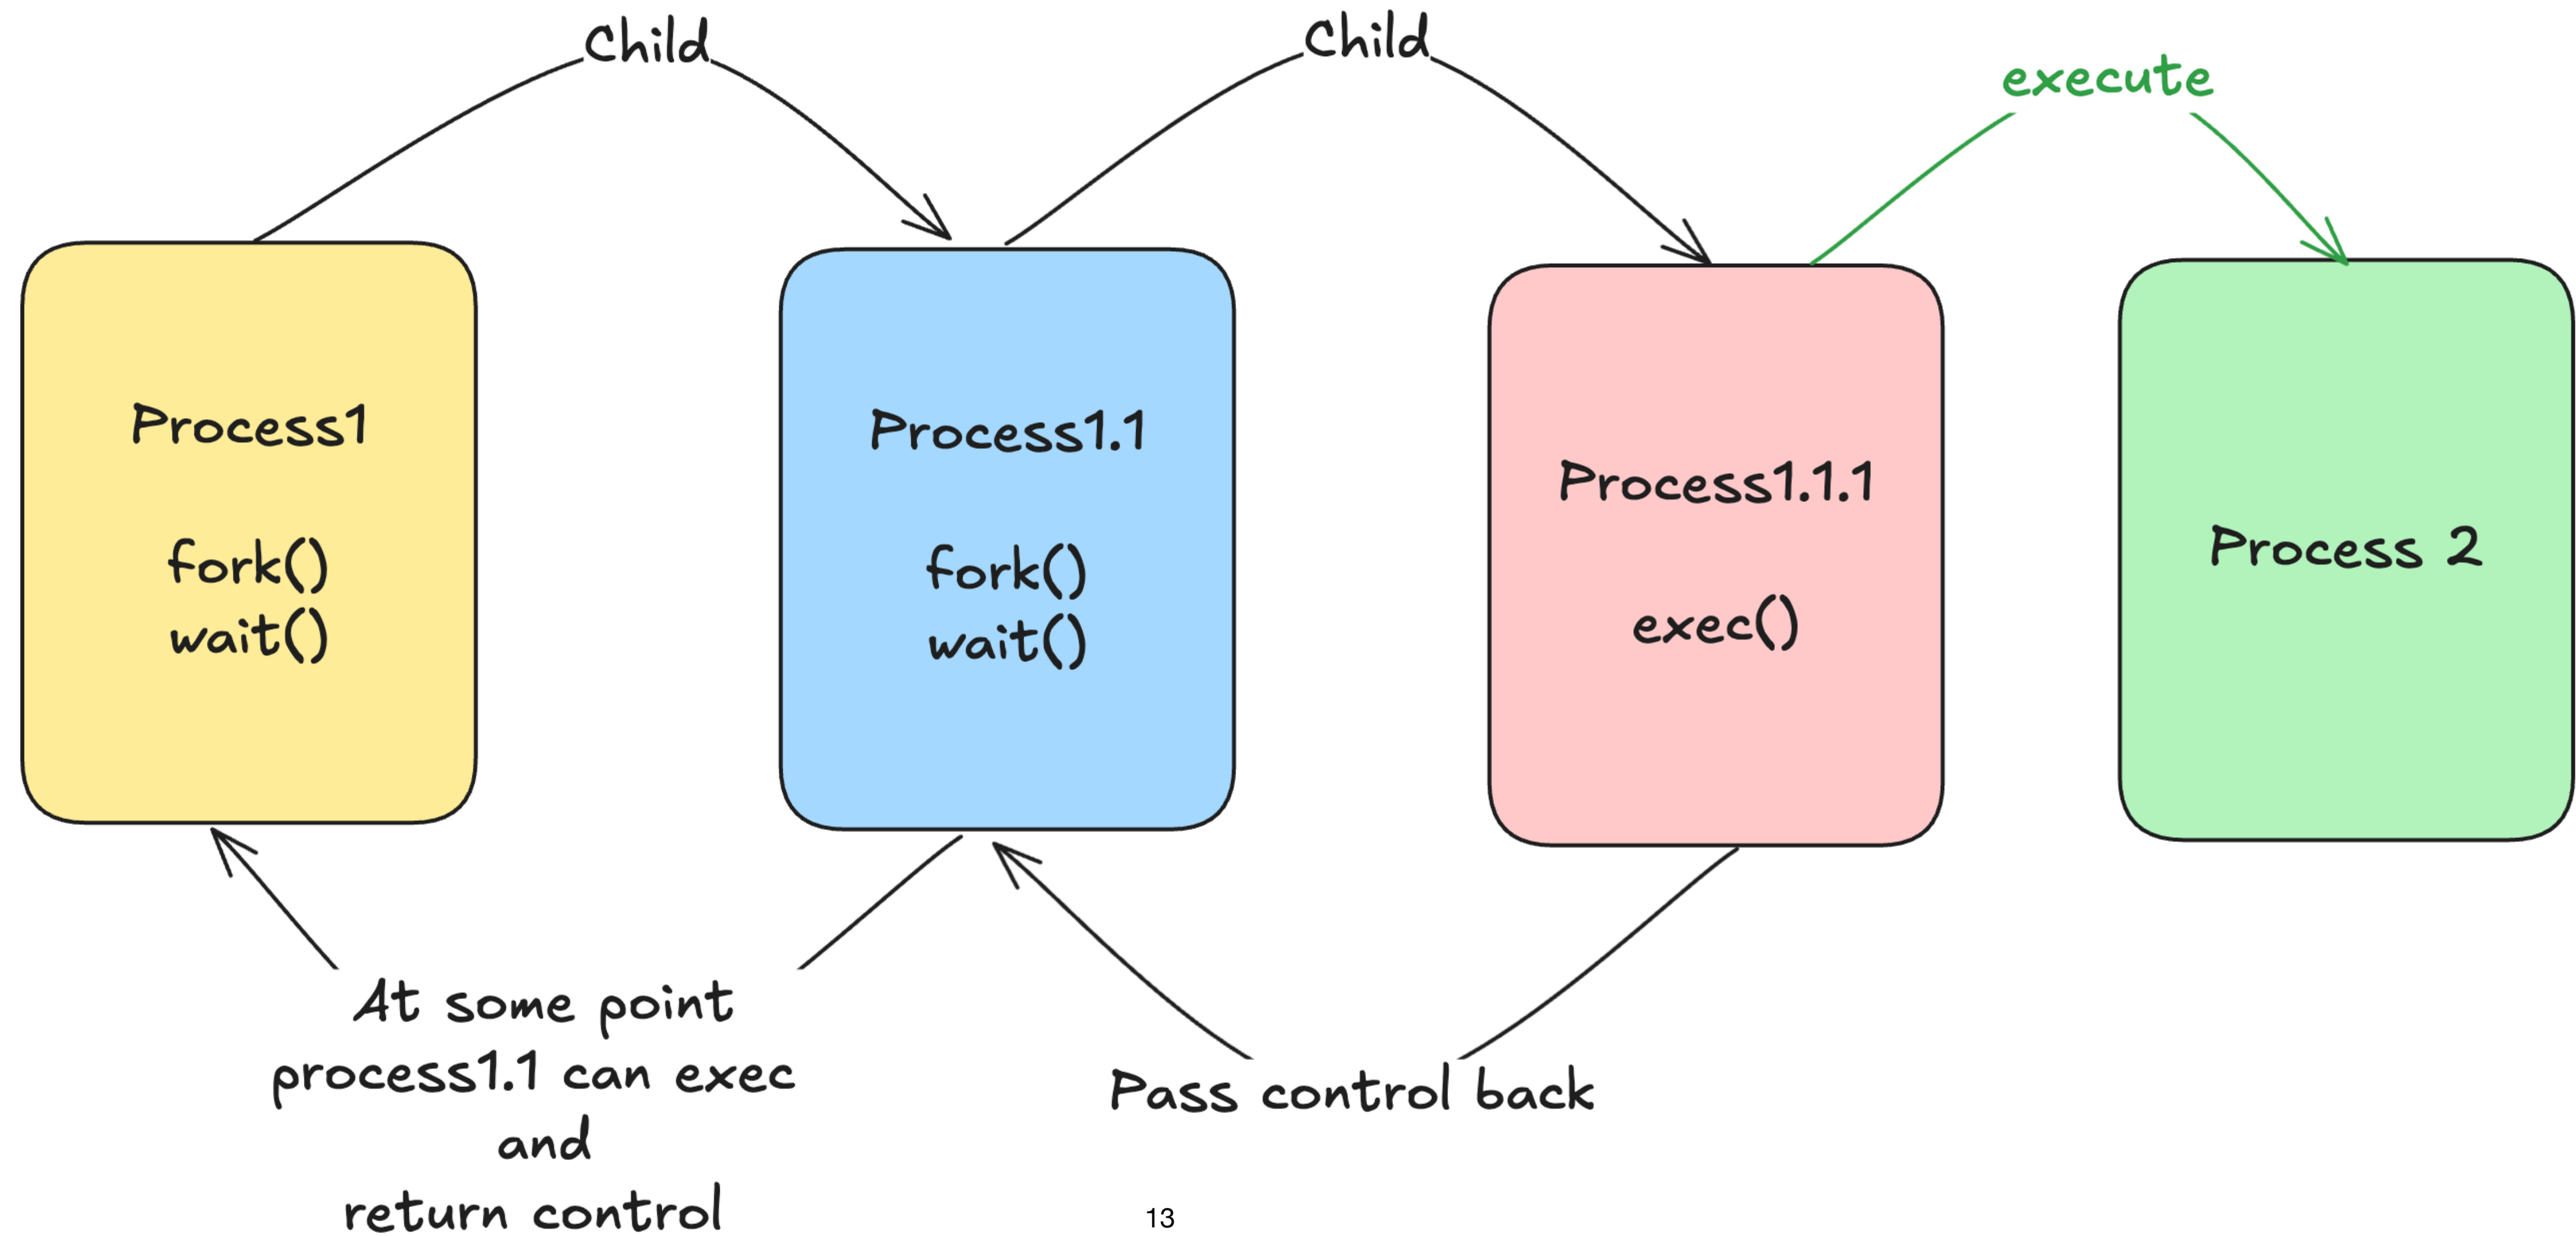 Child
Child
execute
Process1
fork()
wait()
Process1.1
fork()
wait()
Process1.1.1
exec()
Process 2
At some point
process1.1 can exec
and
return control
Pass control back
13